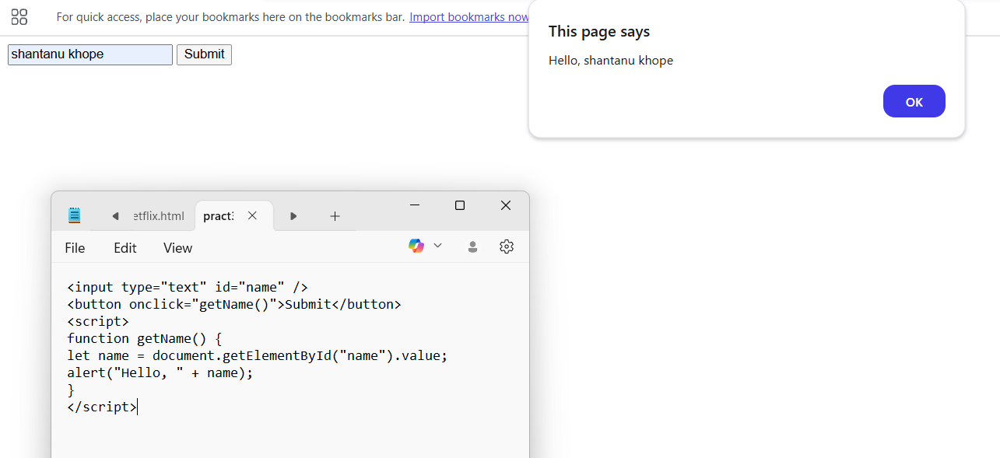 For quick access, place your bookmarks here on the bookmarks bar. Import bookmarks now
shantanu khope Submit
This page says
Hello, shantanu khope
OK
etflix.html pract3
File Edit View
<input type="text" id="name" />
<button onclick="getName()">Submit</button>
<script>
function getName() {
let name = document.getElementById("name").value;
alert("Hello, " + name);
}
</script>